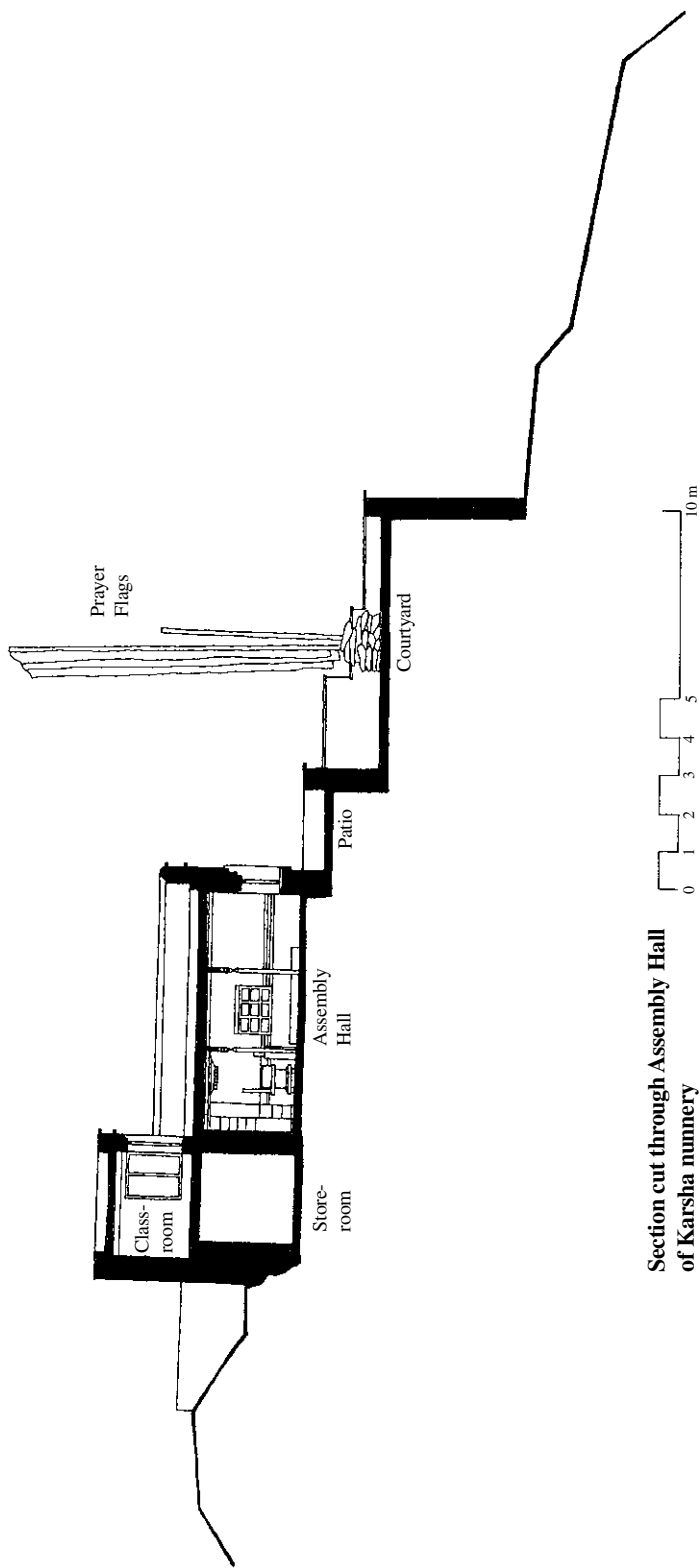 Prayer
Flags
Class-
room
Store-
room
Assembly
Hall
Patio
Courtyard
0 1 2 3 4 5 10 m
Section cut through Assembly Hall
of Karsha nunnery